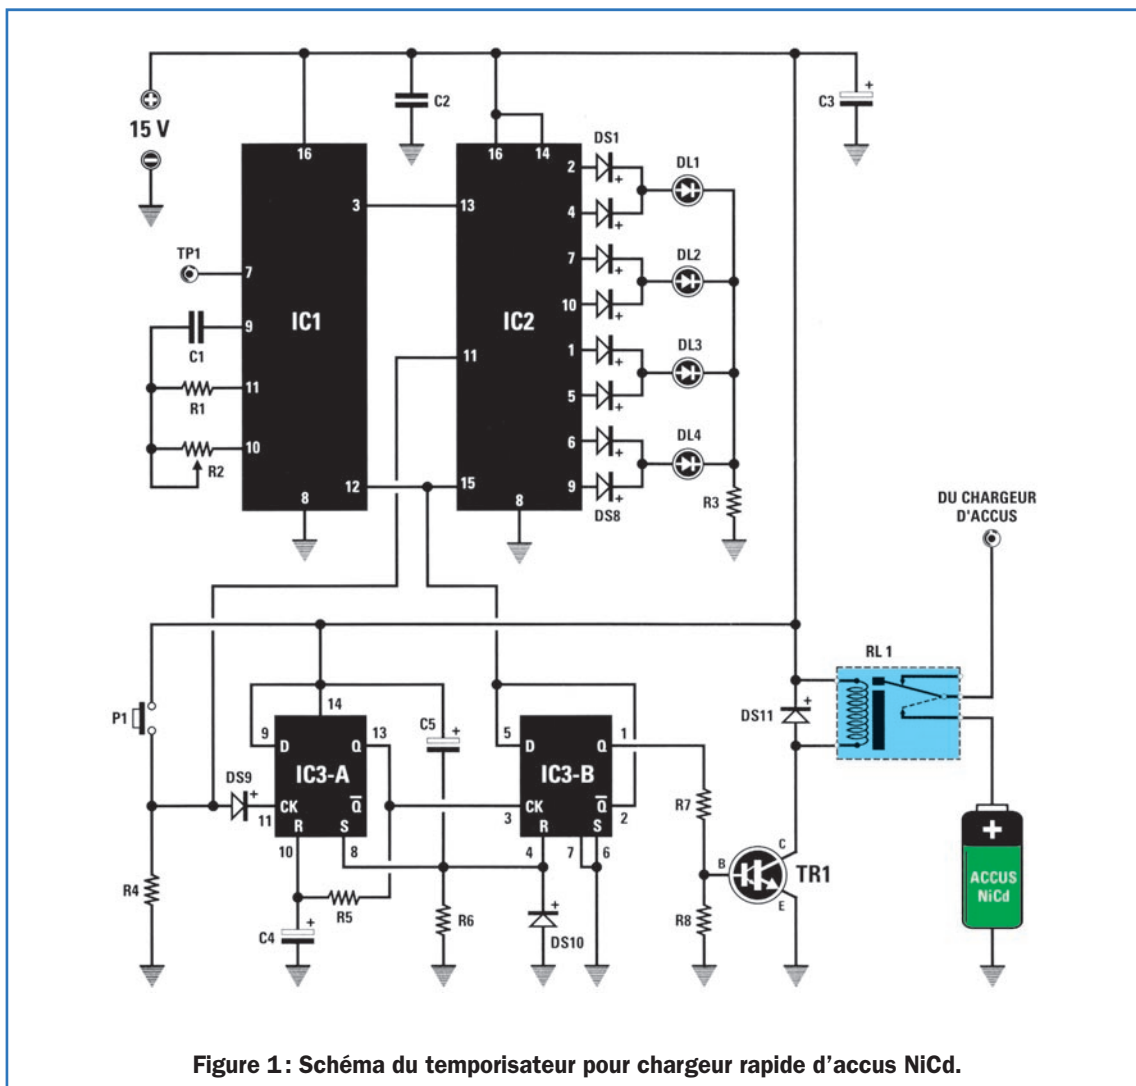 15 V
C2
C3
16
16
14
DS1
DL1
2
3
13
4
TP1
7
7
DL2
10
IC1
IC2
9
C1
11
1
DL3
11
R1
5
10
R2
6
DL4
12
15
9
8
8
DS8
R3
DU CHARGEUR
D'ACCUS
RL 1
P1
14
C5
DS11
9
D
Q
13
5
D
Q
1
IC3-A
IC3-B
DS9
CK
Q
CK
Q
R7
11
3
2
R
S
R
S
10
8
4
7
6
C
B
TR1
E
R4
R5
R6
R8
C4
DS10
ACCUS
NiCd
Figure 1: Schéma du temporisateur pour chargeur rapide d'accus NiCd.